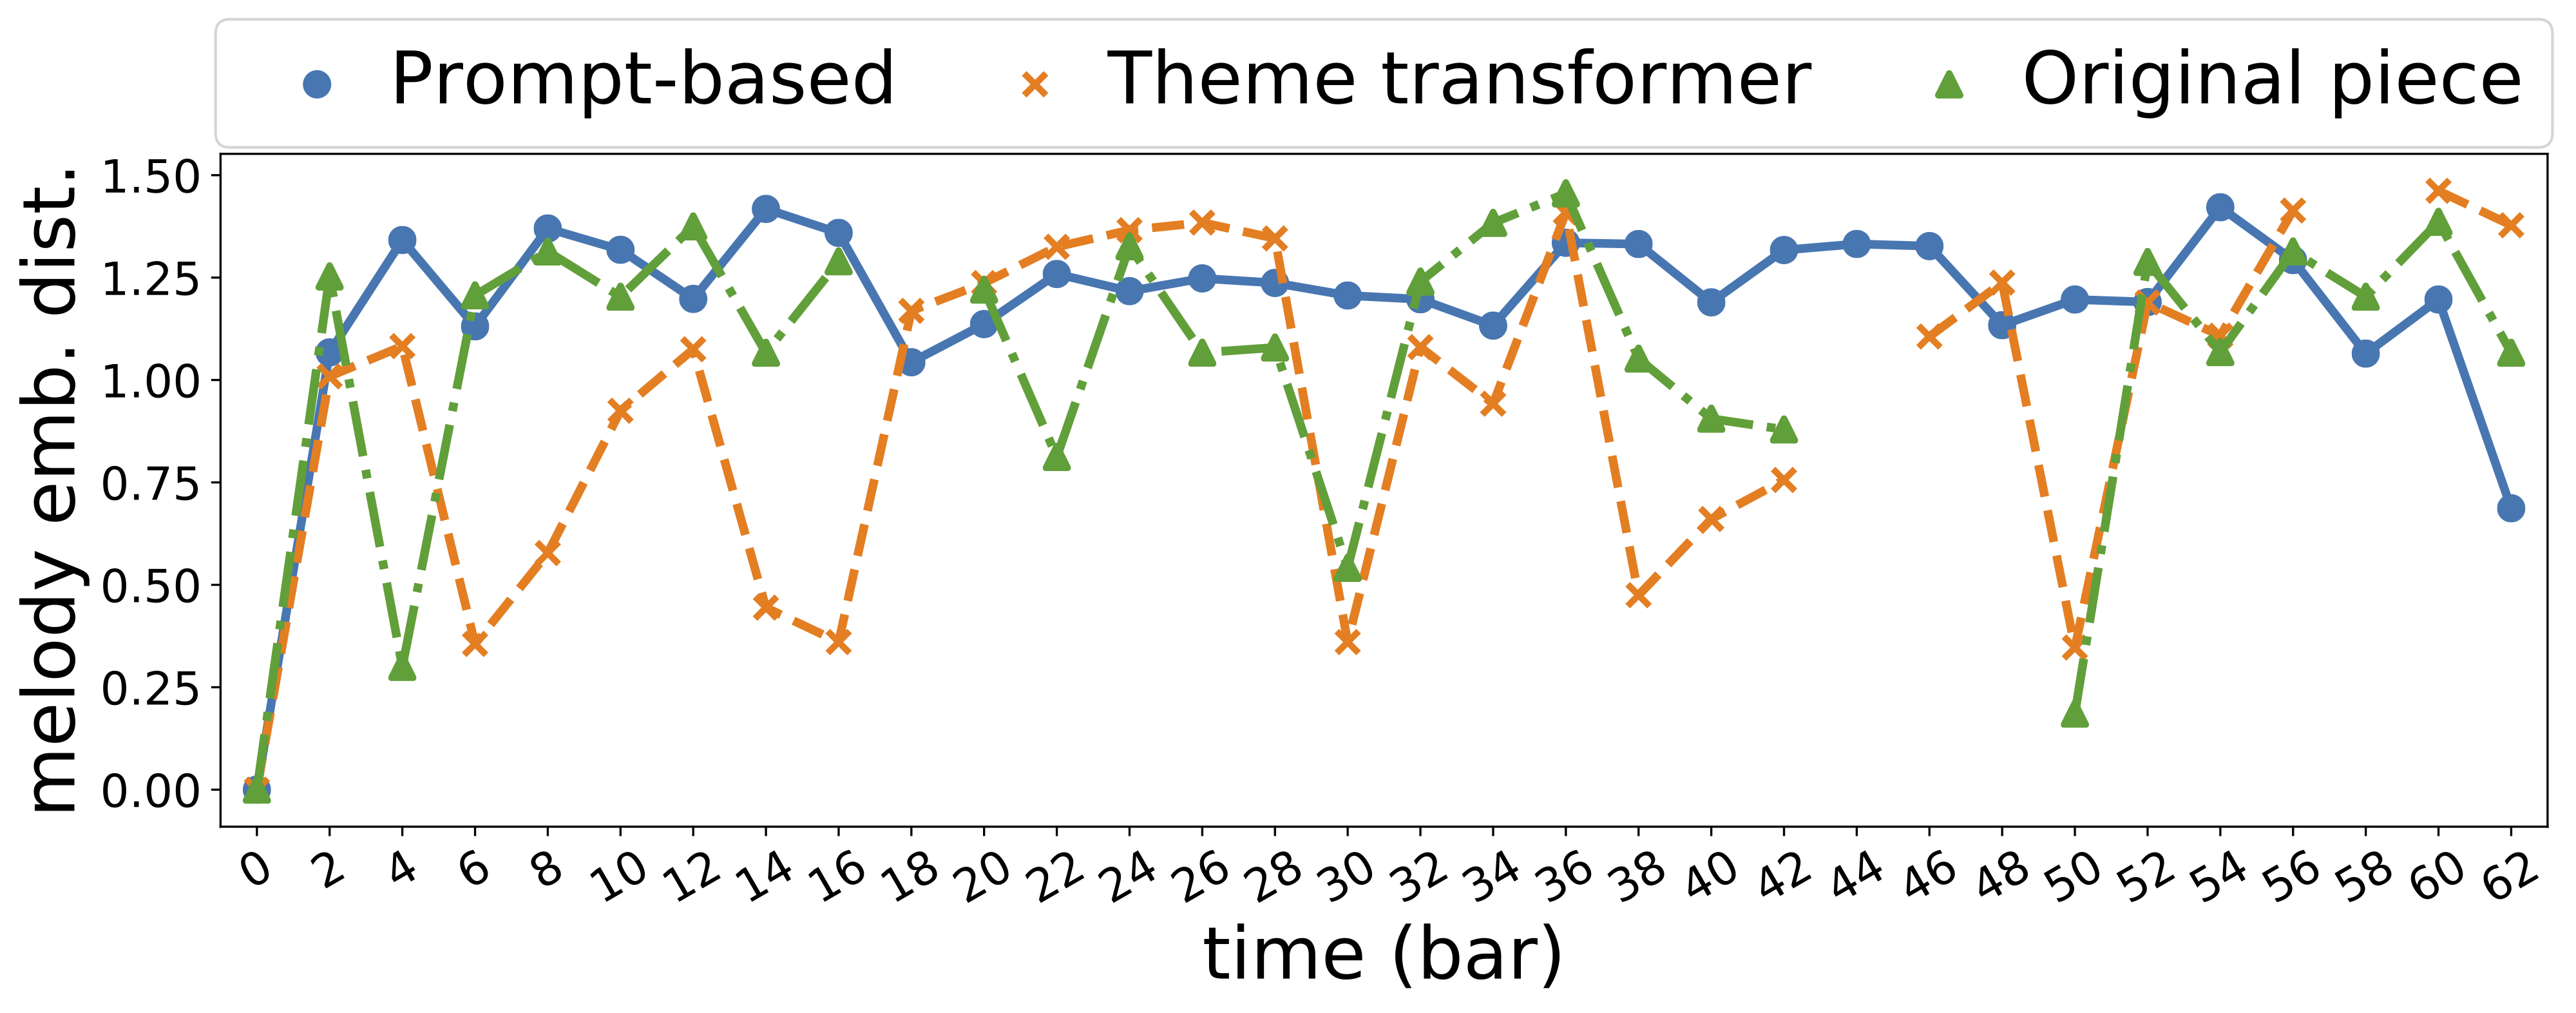 Prompt-based Theme transformer Original piece
melody emb. dist.
1.50
1.25
1.00
0.75
0.50
0.25
0.00
0 2 4 6 8 10 12 14 16 18 20 22 24 26 28 30 32 34 36 38 40 42 44 46 48 50 52 54 56 58 60 62
time (bar)